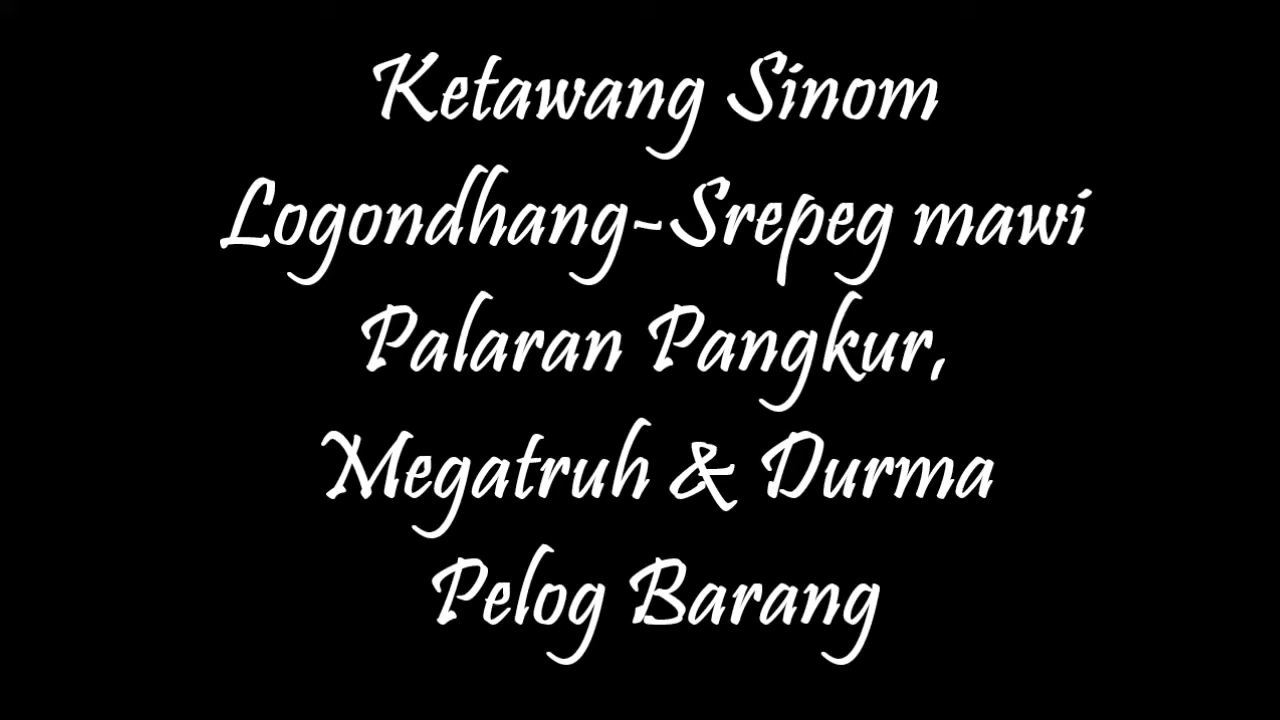 Ketawang Sinom
Logondhang-Srepeg mawi
Palaran Pangkur,
Megatruh & Durma
Pelog Barang